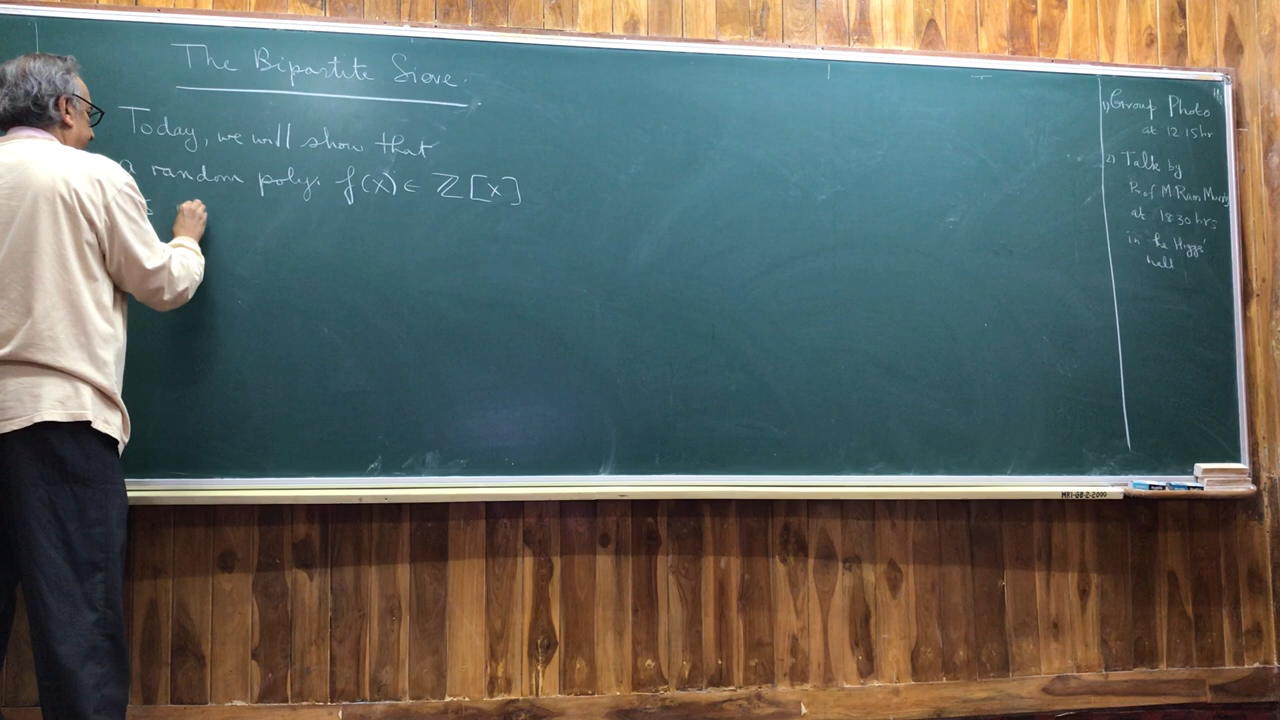 The Bipartite Sieve.
Today, we will show that
a random poly. f(x) ∈ ℤ[x]
1) Group Photo
at 12.15hr
2) Talk by
Prof M. Ram Murty
at 18:30 hrs
in the Higgs'
hall
MRI-GB-2-2000